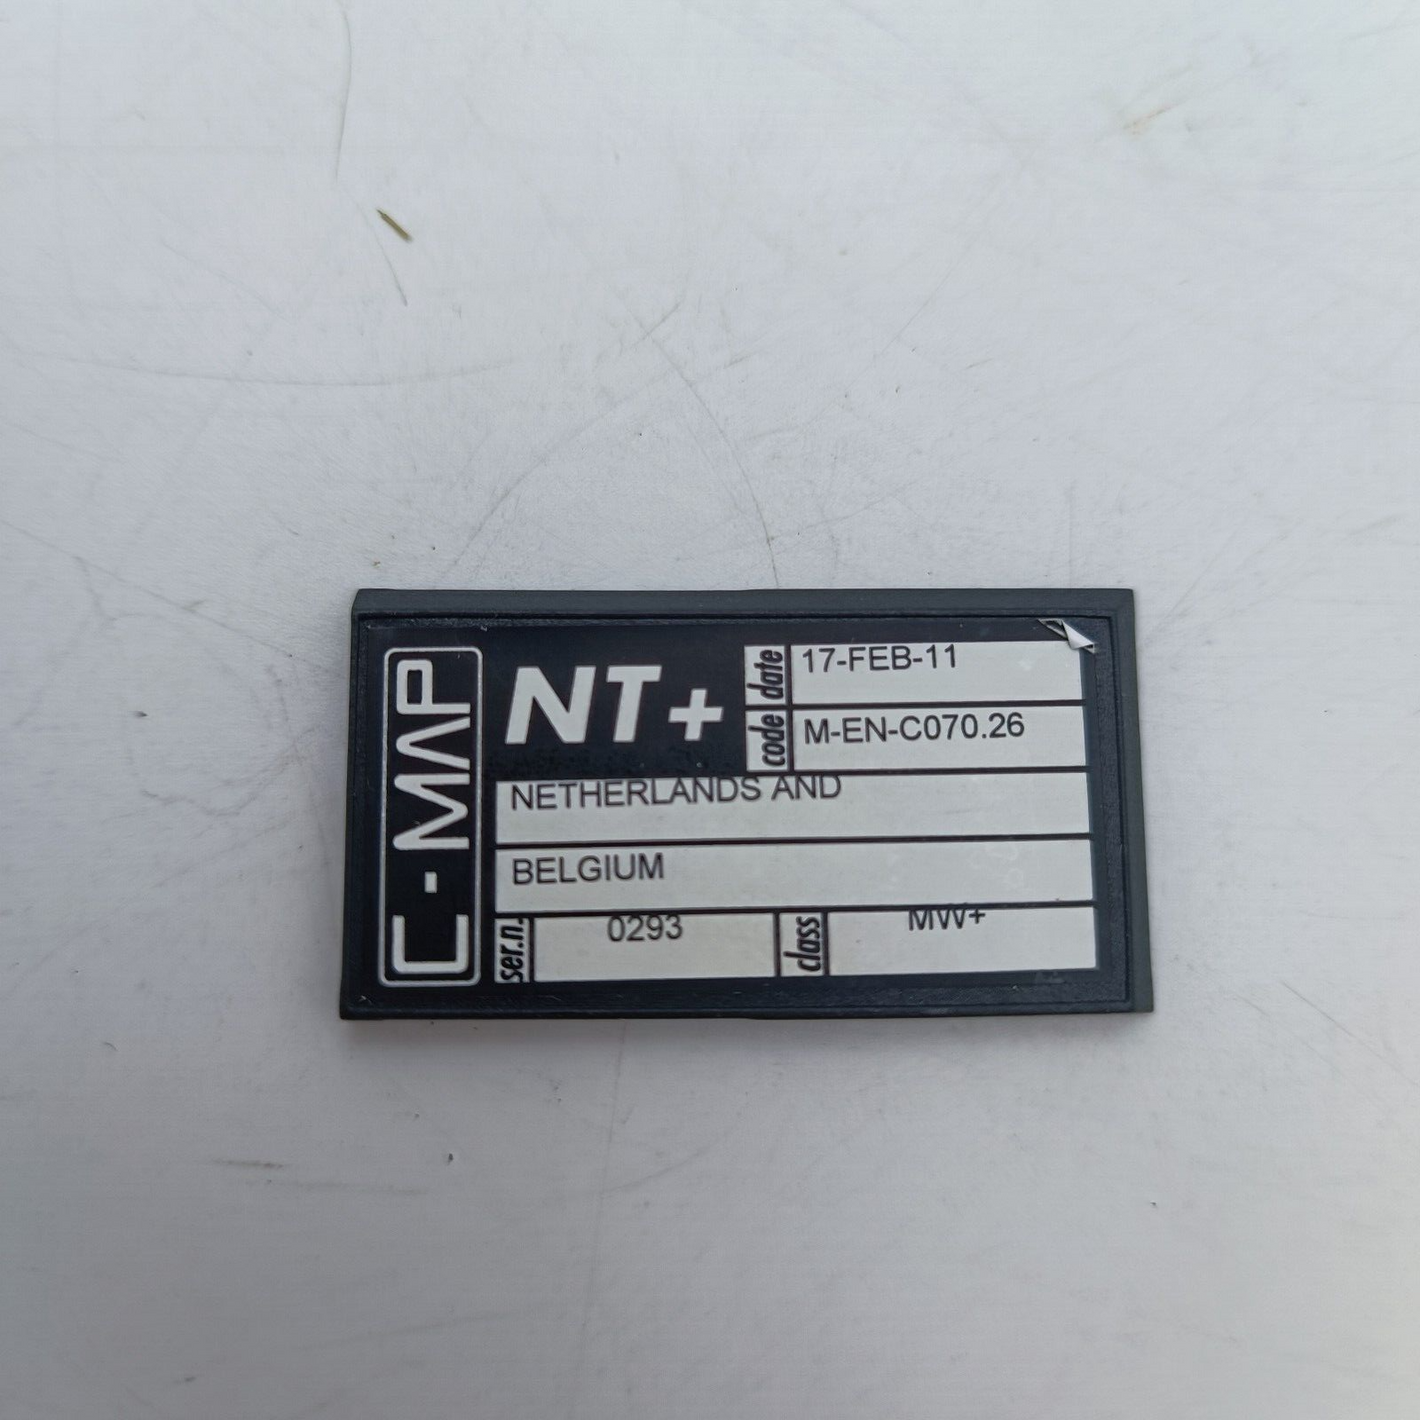 C-MAP
NT+
date 17-FEB-11
code M-EN-C070.26
NETHERLANDS AND
BELGIUM
ser.n. 0293 class MW+